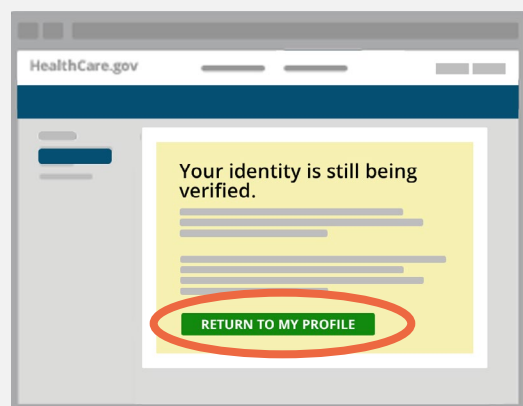 HealthCare.gov
Your identity is still being
verified.
RETURN TO MY PROFILE